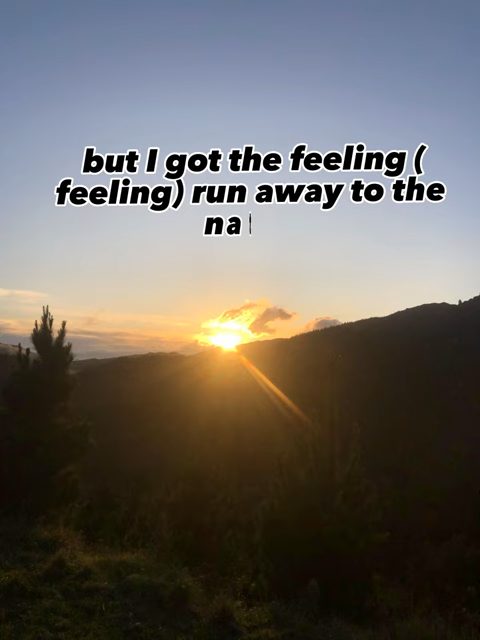 but I got the feeling (
feeling) run away to the
na